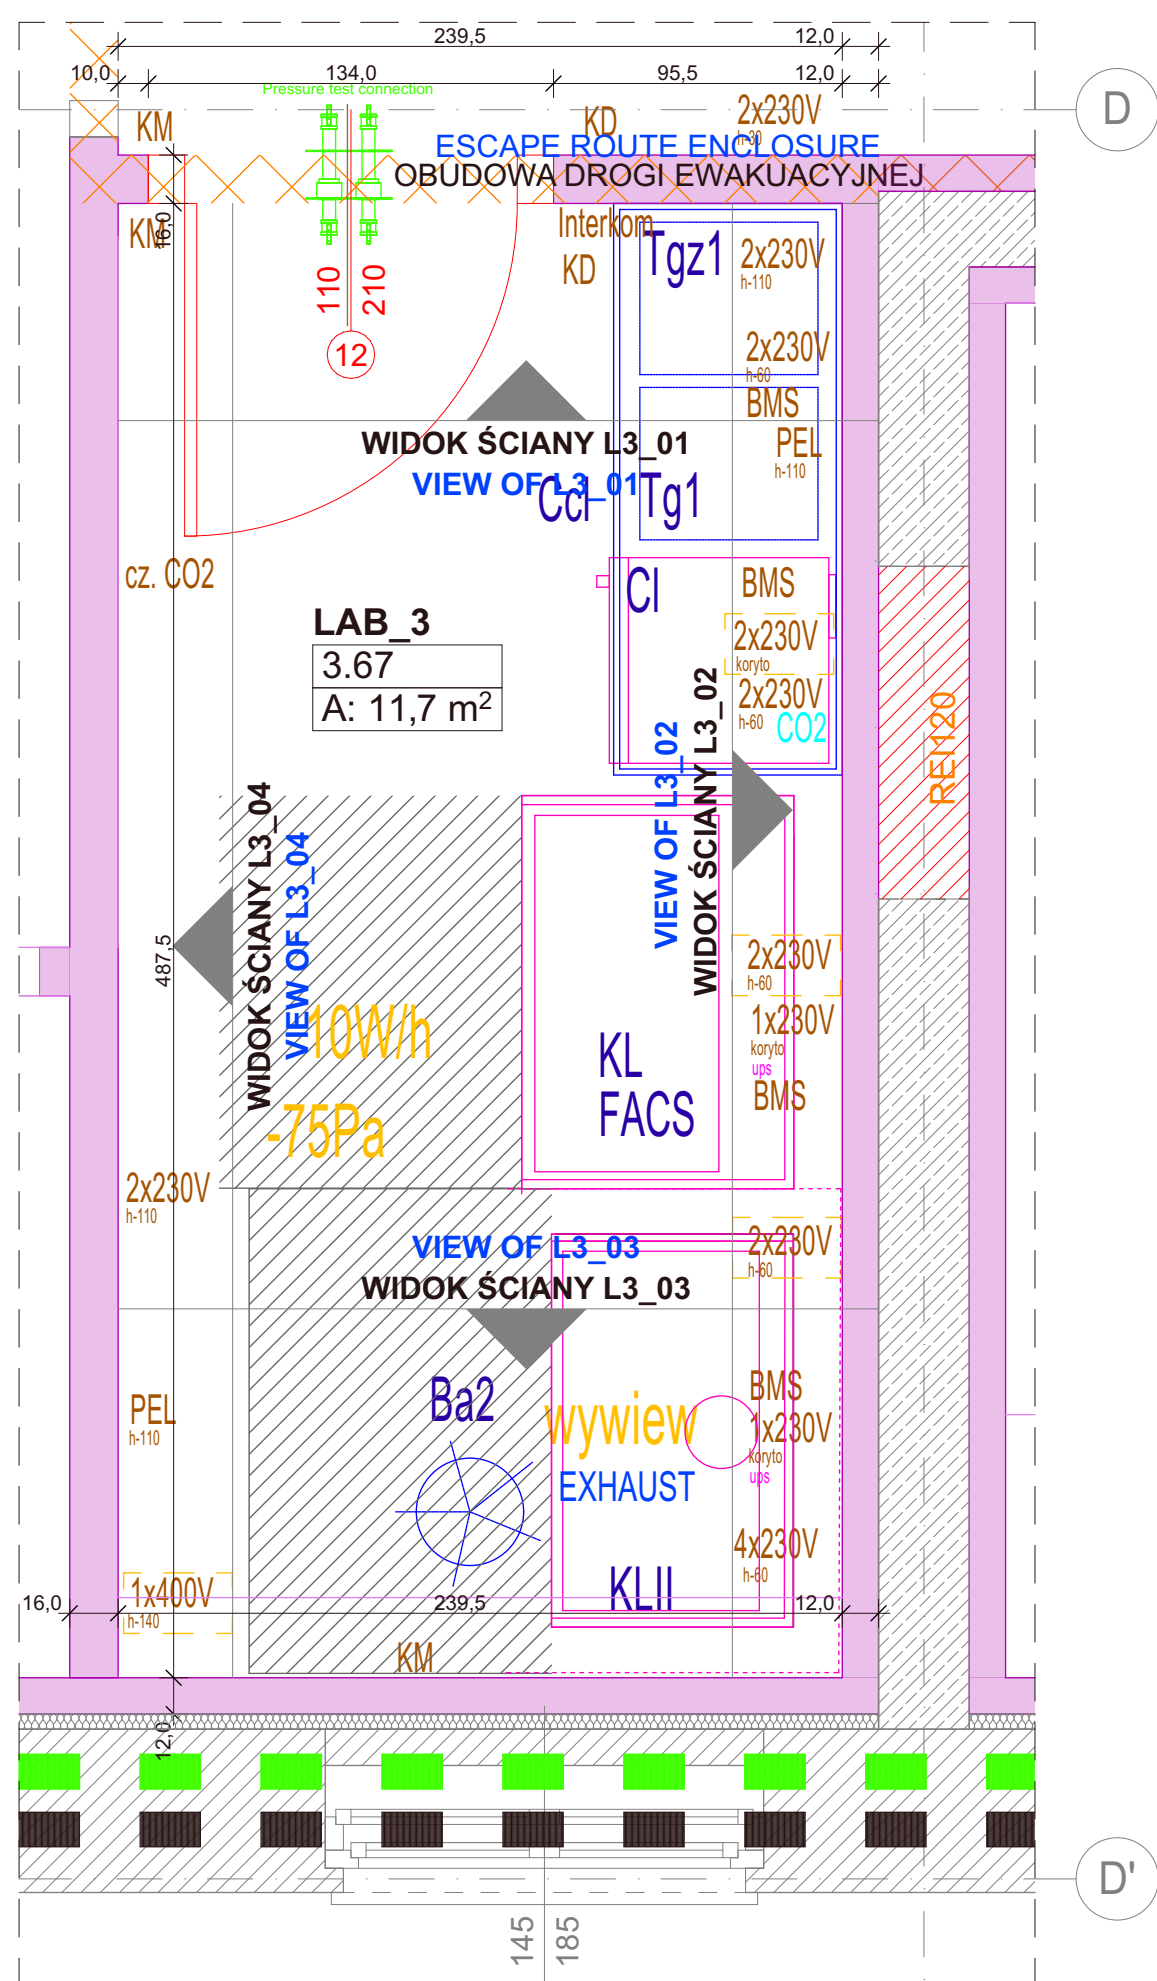 239,5
12,0
10,0
134,0
95,5
12,0
Pressure test connection
D
KM
KD
2x230V
h-30
ESCAPE ROUTE ENCLOSURE
OBUDOWA DROGI EWAKUACYJNEJ
KM
16,0
Interkom
KD
Tgz1
2x230V
h-110
110
210
12
2x230V
h-60
BMS
PEL
h-110
WIDOK ŚCIANY L3_01
VIEW OF L3_01
Ccl
Tg1
cz. CO2
CI
BMS
LAB_3
3.67
A: 11,7 m²
2x230V
koryto
2x230V
h-60
CO2
REI120
VIEW OF L3_02
WIDOK ŚCIANY L3_02
WIDOK ŚCIANY L3_04
VIEW OF L3_04
487,5
2x230V
h-60
10W/h
1x230V
koryto
ups
KL
FACS
BMS
-75Pa
2x230V
h-110
VIEW OF L3_03
WIDOK ŚCIANY L3_03
2x230V
h-60
Ba2
PEL
h-110
wywiew
EXHAUST
BMS
1x230V
koryto
ups
4x230V
h-60
KLII
1x400V
h-140
16,0
239,5
12,0
KM
12,0
D'
145
185